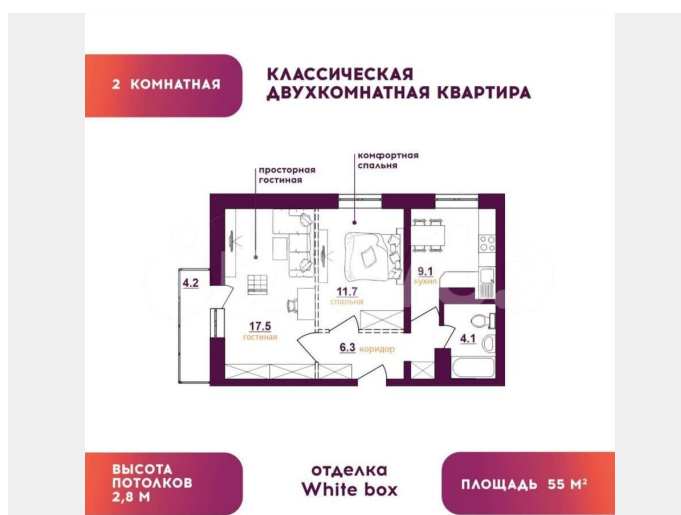 2 КОМНАТНАЯ
КЛАССИЧЕСКАЯ
ДВУХКОМНАТНАЯ КВАРТИРА
комфортная
спальня
просторная
гостиная
4.2
9.1
кухня
11.7
спальня
17.5
гостиная
6.3 коридор
4.1
ВЫСОТА
ПОТОЛКОВ
2,8 М
отделка
White box
ПЛОЩАДЬ 55 М²